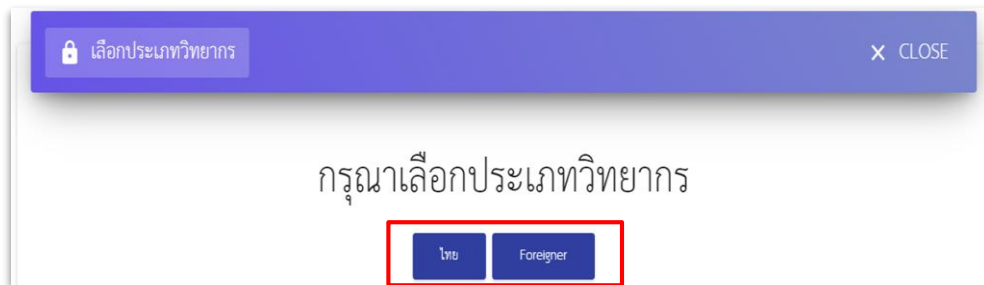 เลือกประเภทวิทยากร
X CLOSE
กรุณาเลือกประเภทวิทยากร
ไทย
Foreigner